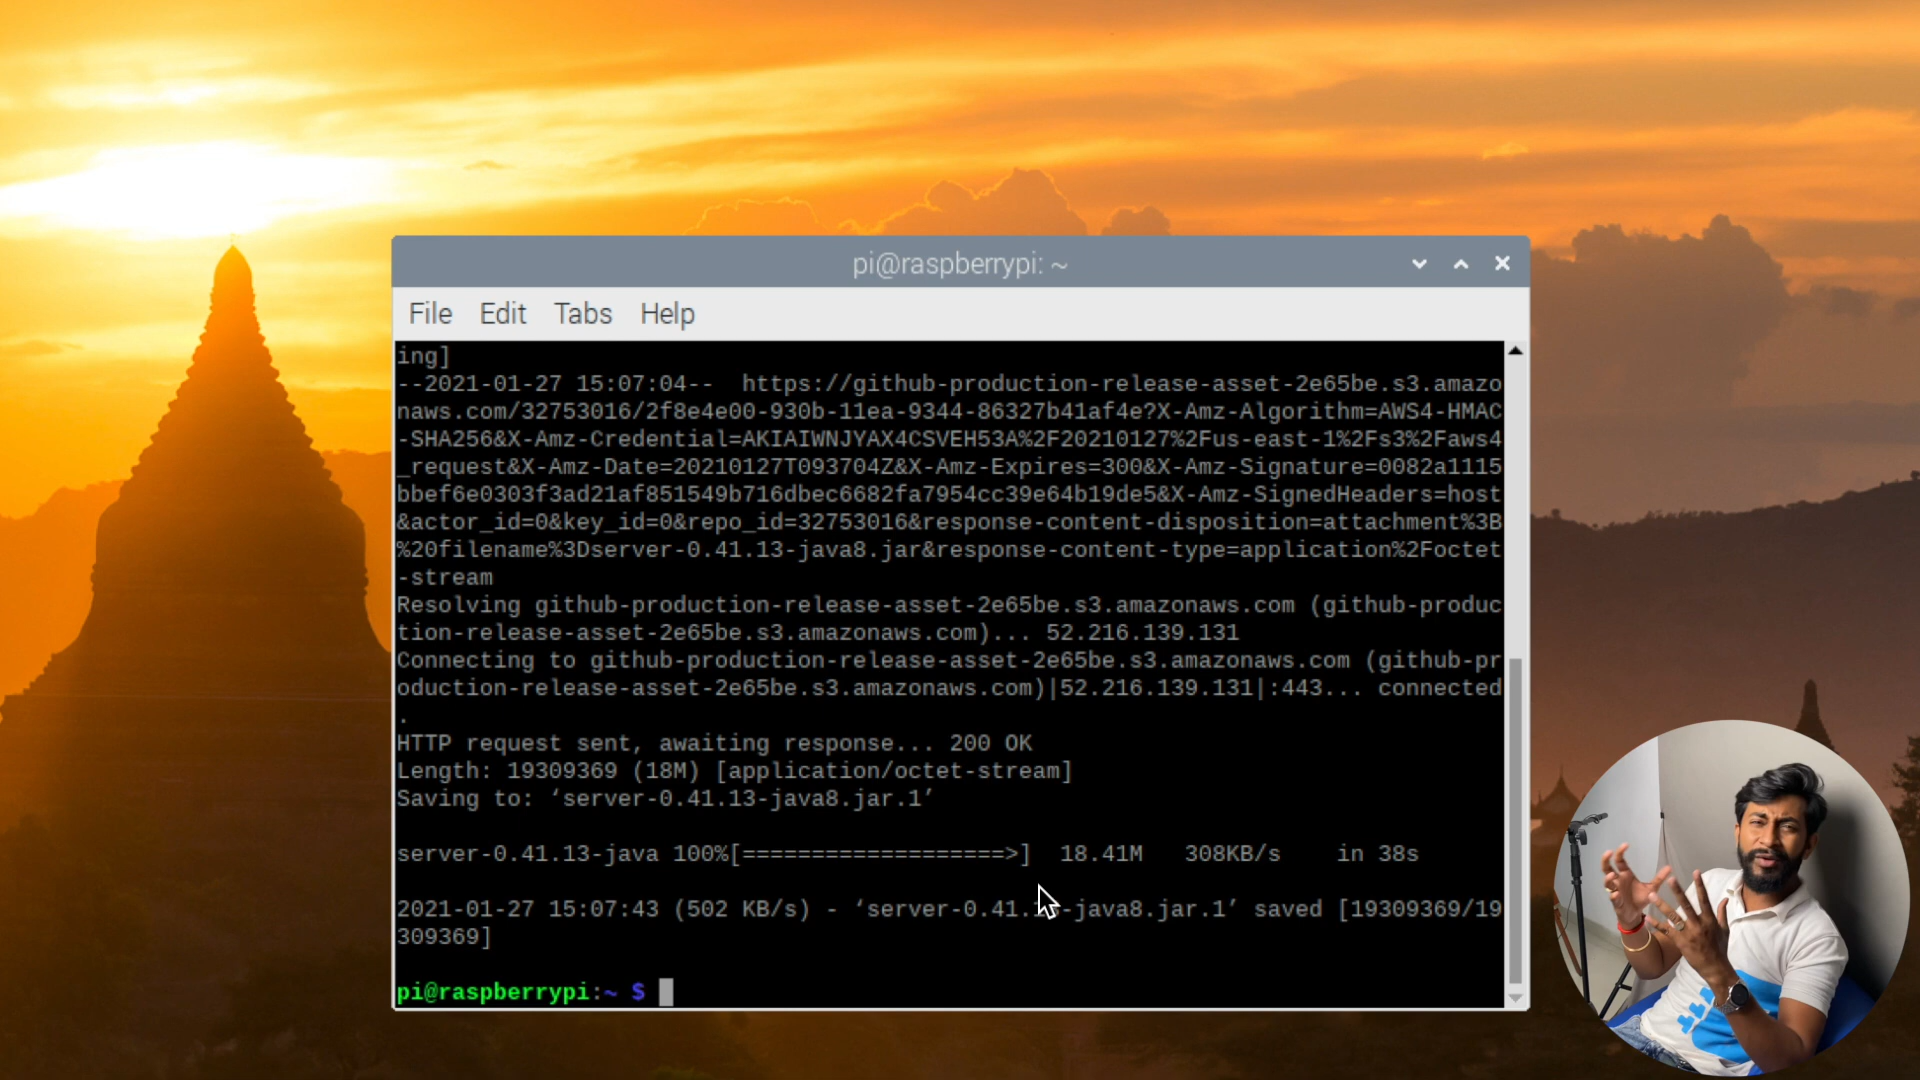 pi@raspberrypi: ~
File Edit Tabs Help
ing]
--2021-01-27 15:07:04--  https://github-production-release-asset-2e65be.s3.amazo
naws.com/32753016/2f8e4e00-930b-11ea-9344-86327b41af4e?X-Amz-Algorithm=AWS4-HMAC
-SHA256&X-Amz-Credential=AKIAIWNJYAX4CSVEH53A%2F20210127%2Fus-east-1%2Fs3%2Faws4
_request&X-Amz-Date=20210127T093704Z&X-Amz-Expires=300&X-Amz-Signature=0082a1115
bbef6e0303f3ad21af851549b716dbec6682fa7954cc39e64b19de5&X-Amz-SignedHeaders=host
&actor_id=0&key_id=0&repo_id=32753016&response-content-disposition=attachment%3B
%20filename%3Dserver-0.41.13-java8.jar&response-content-type=application%2Foctet
-stream
Resolving github-production-release-asset-2e65be.s3.amazonaws.com (github-produc
tion-release-asset-2e65be.s3.amazonaws.com)... 52.216.139.131
Connecting to github-production-release-asset-2e65be.s3.amazonaws.com (github-pr
oduction-release-asset-2e65be.s3.amazonaws.com)|52.216.139.131|:443... connected
.
HTTP request sent, awaiting response... 200 OK
Length: 19309369 (18M) [application/octet-stream]
Saving to: ‘server-0.41.13-java8.jar.1’
server-0.41.13-java 100%[===================>]  18.41M   308KB/s    in 38s
2021-01-27 15:07:43 (502 KB/s) - ‘server-0.41.13-java8.jar.1’ saved [19309369/19
309369]
pi@raspberrypi:~ $